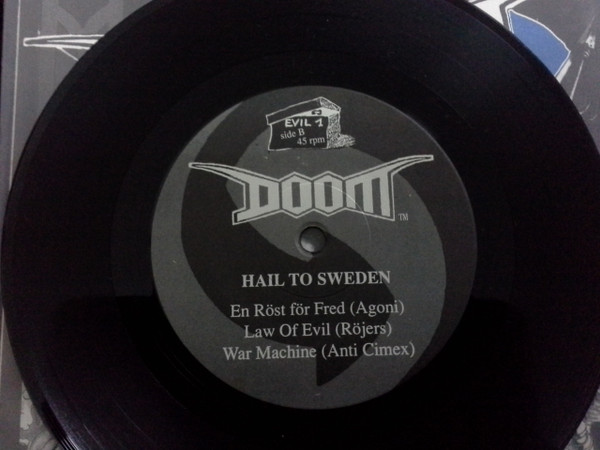 EVIL 1
side B
45 rpm
DOOM TM
HAIL TO SWEDEN
En Röst för Fred (Agoni)
Law Of Evil (Röjers)
War Machine (Anti Cimex)